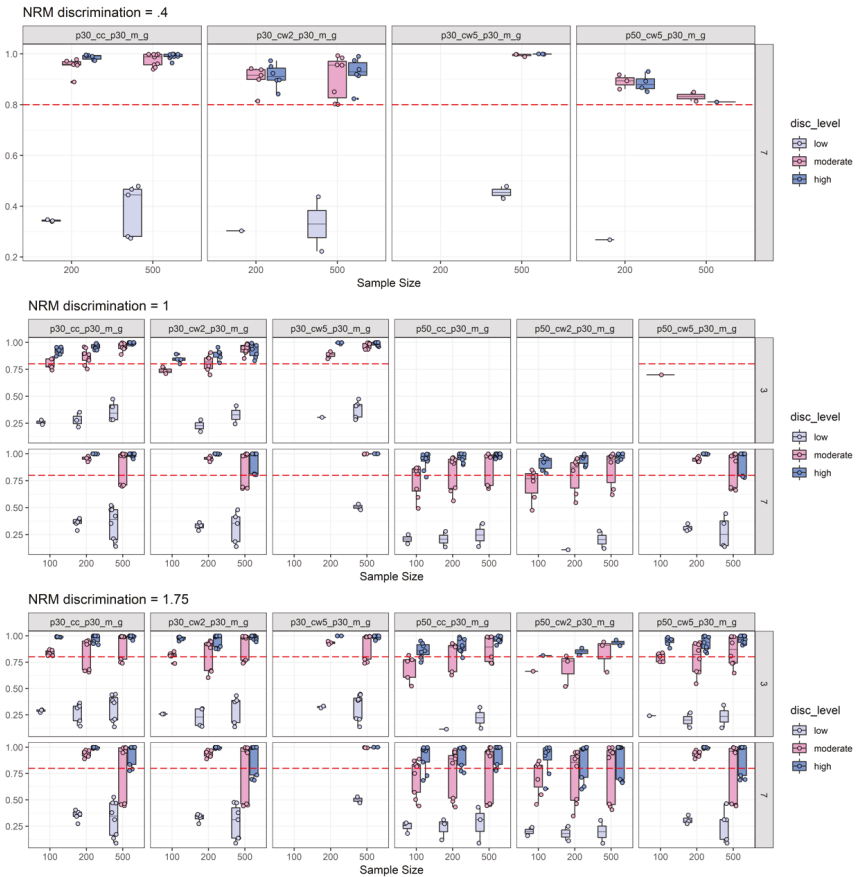 NRM discrimination = .4
p30_cc_p30_m_g p30_cw2_p30_m_g p30_cw5_p30_m_g p50_cw5_p30_m_g
1.0
0.8
0.6
0.4
0.2
7
200 500 200 500 200 500 200 500
Sample Size
disc_level
low
moderate
high
NRM discrimination = 1
p30_cc_p30_m_g p30_cw2_p30_m_g p30_cw5_p30_m_g p50_cc_p30_m_g p50_cw2_p30_m_g p50_cw5_p30_m_g
1.00
0.75
0.50
0.25
3
1.00
0.75
0.50
0.25
7
100 200 500 100 200 500 100 200 500 100 200 500 100 200 500 100 200 500
Sample Size
disc_level
low
moderate
high
NRM discrimination = 1.75
p30_cc_p30_m_g p30_cw2_p30_m_g p30_cw5_p30_m_g p50_cc_p30_m_g p50_cw2_p30_m_g p50_cw5_p30_m_g
1.00
0.75
0.50
0.25
3
1.00
0.75
0.50
0.25
7
100 200 500 100 200 500 100 200 500 100 200 500 100 200 500 100 200 500
Sample Size
disc_level
low
moderate
high